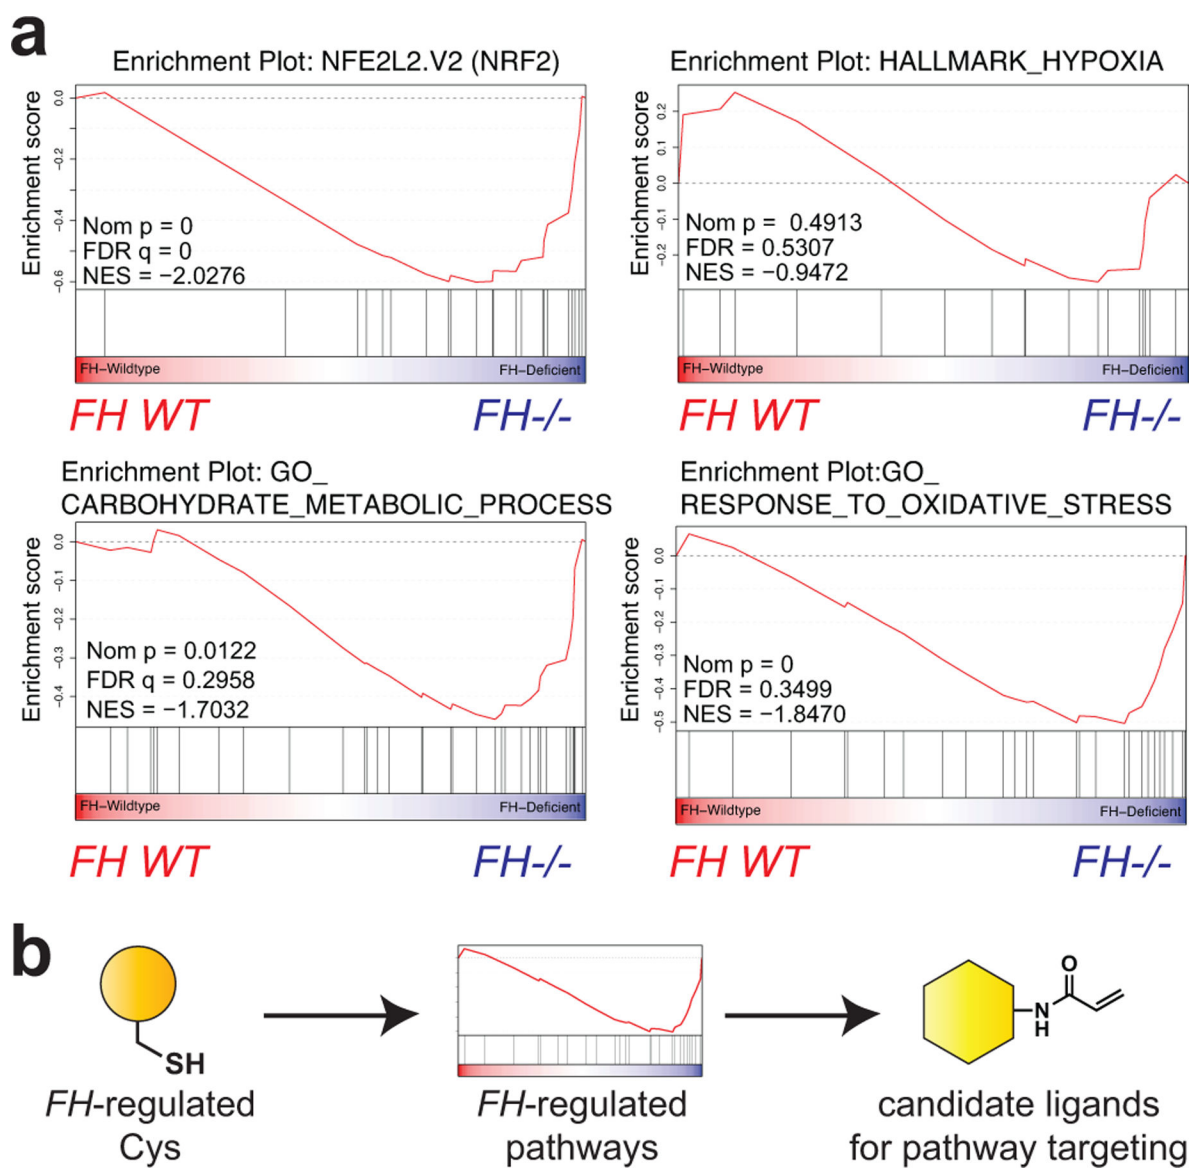 a
Enrichment Plot: NFE2L2.V2 (NRF2)
Enrichment score
0.0
−0.2
−0.4
−0.6
Nom p = 0
FDR q = 0
NES = −2.0276
FH−Wildtype
FH−Deficient
FH WT
FH-/-
Enrichment Plot: HALLMARK_HYPOXIA
Enrichment score
0.2
0.1
0.0
−0.1
−0.2
Nom p = 0.4913
FDR = 0.5307
NES = −0.9472
FH−Wildtype
FH−Deficient
FH WT
FH-/-
Enrichment Plot: GO_
CARBOHYDRATE_METABOLIC_PROCESS
Enrichment score
0.0
−0.1
−0.2
−0.3
−0.4
Nom p = 0.0122
FDR q = 0.2958
NES = −1.7032
FH−Wildtype
FH−Deficient
FH WT
FH-/-
Enrichment Plot:GO_
RESPONSE_TO_OXIDATIVE_STRESS
Enrichment score
0.0
−0.1
−0.2
−0.3
−0.4
−0.5
Nom p = 0
FDR = 0.3499
NES = −1.8470
FH−Wildtype
FH−Deficient
FH WT
FH-/-
b
SH
FH-regulated
Cys
FH-regulated
pathways
O
N
H
candidate ligands
for pathway targeting